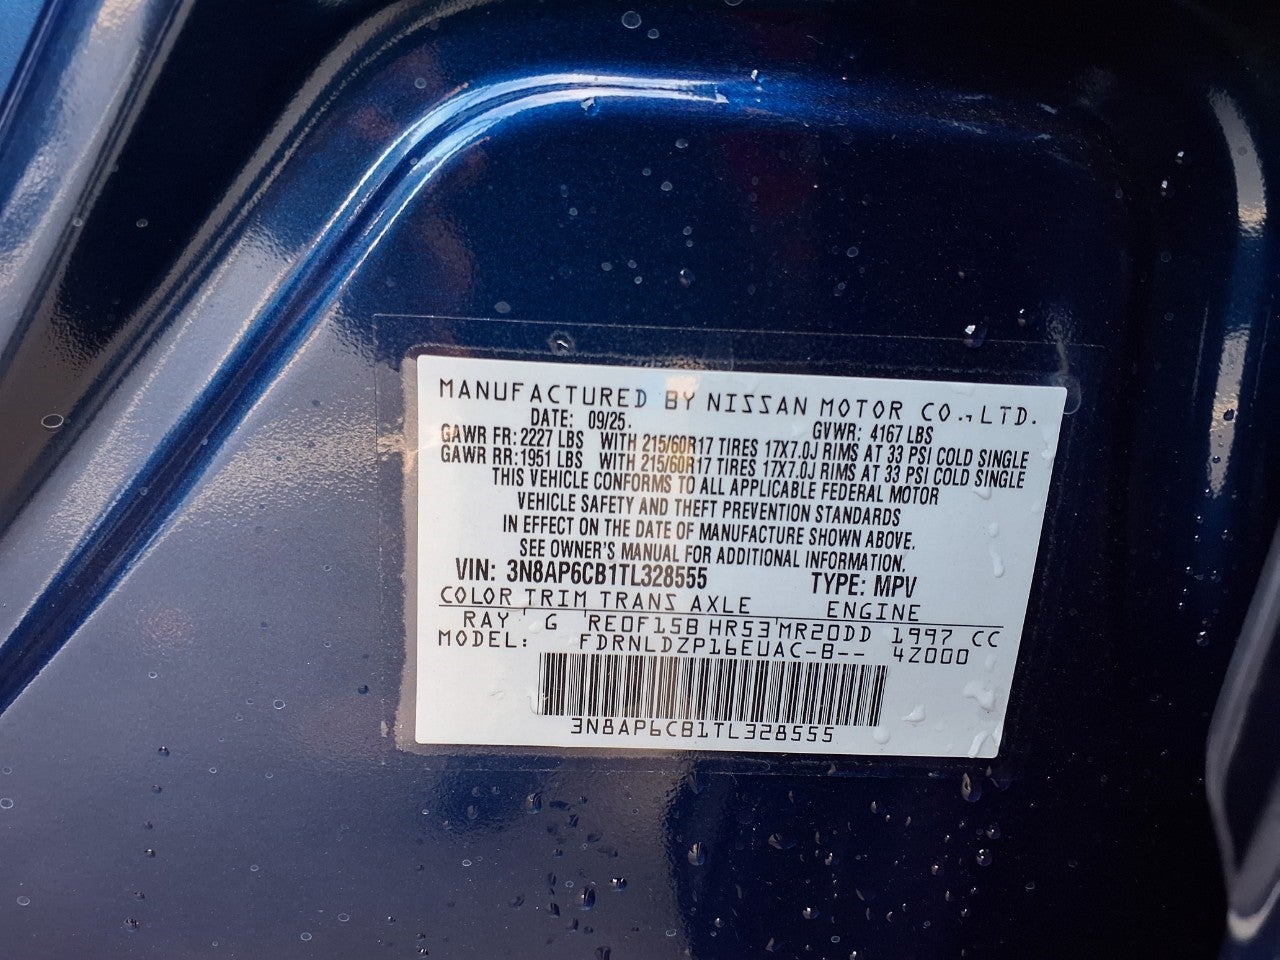 MANUFACTURED BY NISSAN MOTOR CO.,LTD.
DATE: 09/25. GVWR: 4167 LBS
GAWR FR: 2227 LBS WITH 215/60R17 TIRES 17X7.0J RIMS AT 33 PSI COLD SINGLE
GAWR RR: 1951 LBS WITH 215/60R17 TIRES 17X7.0J RIMS AT 33 PSI COLD SINGLE
THIS VEHICLE CONFORMS TO ALL APPLICABLE FEDERAL MOTOR
VEHICLE SAFETY AND THEFT PREVENTION STANDARDS
IN EFFECT ON THE DATE OF MANUFACTURE SHOWN ABOVE.
SEE OWNER'S MANUAL FOR ADDITIONAL INFORMATION.
VIN: 3N8AP6CB1TL328555 TYPE: MPV
COLOR TRIM TRANS AXLE ENGINE
RAY G RE0F15B HR53 MR20DD 1997 CC
MODEL: FDRNLDZP16EUAC-B-- 42000
3N8AP6CB1TL328555